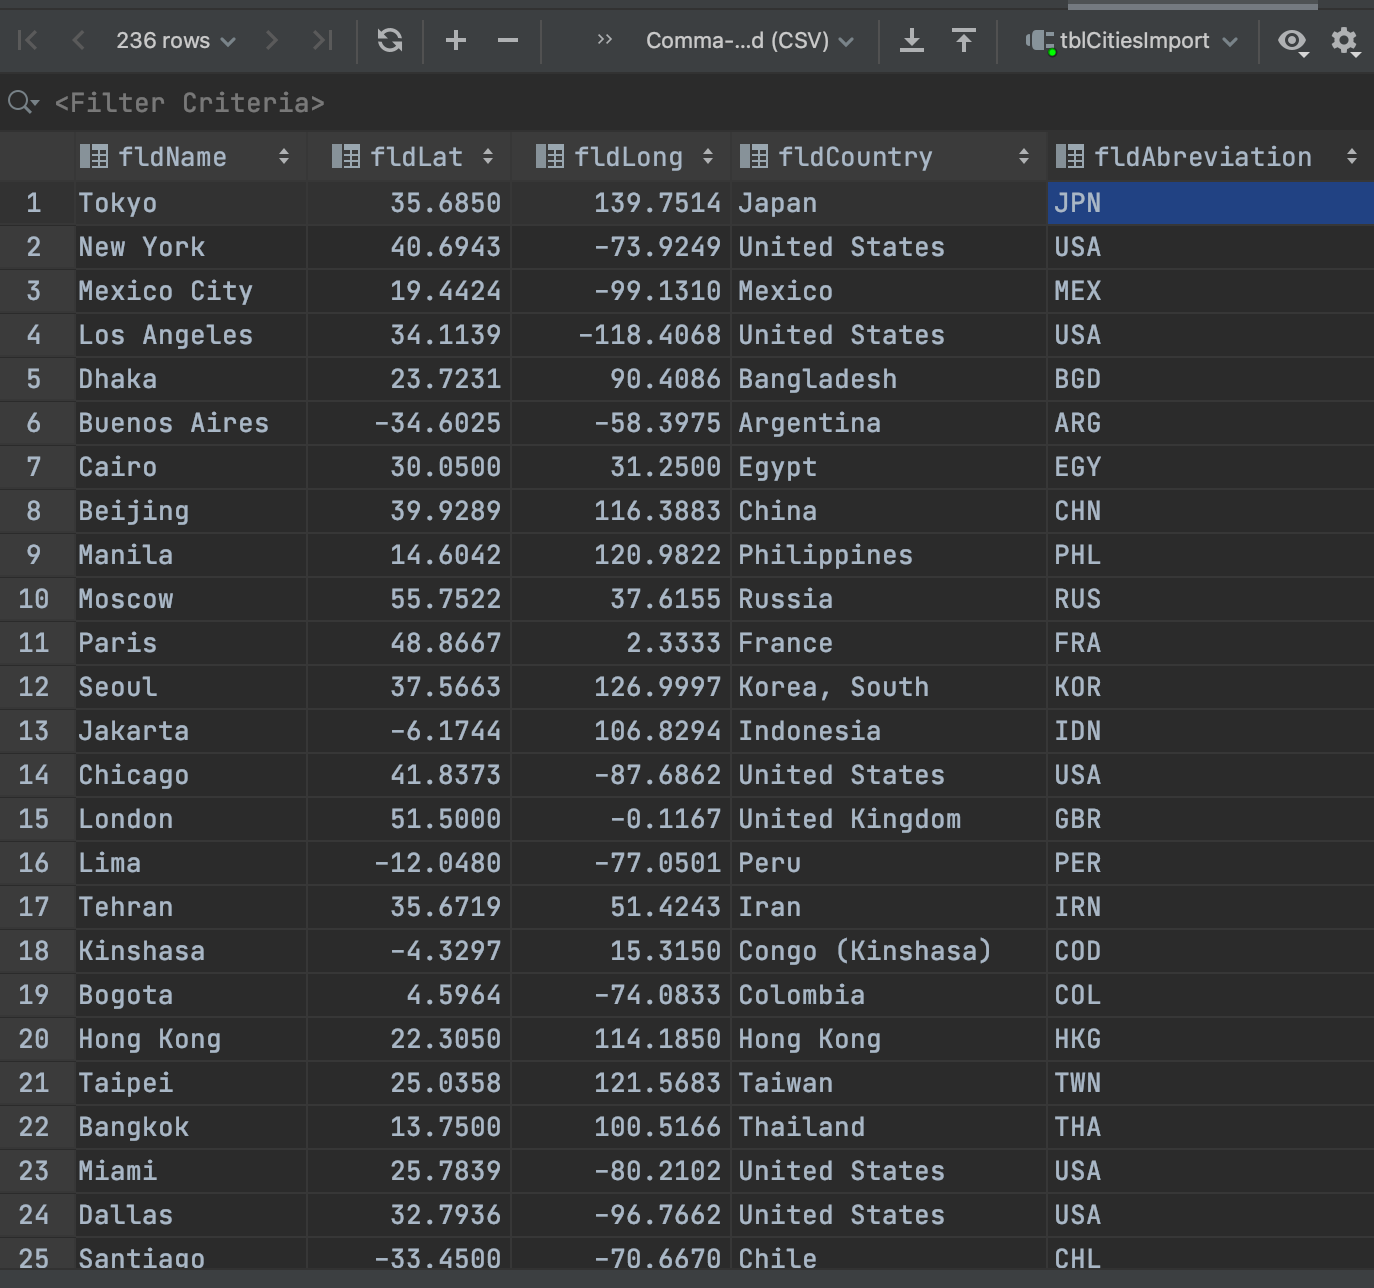 236 rows Comma-...d (CSV) tblCitiesImport
<Filter Criteria>
fldName fldLat fldLong fldCountry fldAbreviation
1 Tokyo 35.6850 139.7514 Japan JPN
2 New York 40.6943 -73.9249 United States USA
3 Mexico City 19.4424 -99.1310 Mexico MEX
4 Los Angeles 34.1139 -118.4068 United States USA
5 Dhaka 23.7231 90.4086 Bangladesh BGD
6 Buenos Aires -34.6025 -58.3975 Argentina ARG
7 Cairo 30.0500 31.2500 Egypt EGY
8 Beijing 39.9289 116.3883 China CHN
9 Manila 14.6042 120.9822 Philippines PHL
10 Moscow 55.7522 37.6155 Russia RUS
11 Paris 48.8667 2.3333 France FRA
12 Seoul 37.5663 126.9997 Korea, South KOR
13 Jakarta -6.1744 106.8294 Indonesia IDN
14 Chicago 41.8373 -87.6862 United States USA
15 London 51.5000 -0.1167 United Kingdom GBR
16 Lima -12.0480 -77.0501 Peru PER
17 Tehran 35.6719 51.4243 Iran IRN
18 Kinshasa -4.3297 15.3150 Congo (Kinshasa) COD
19 Bogota 4.5964 -74.0833 Colombia COL
20 Hong Kong 22.3050 114.1850 Hong Kong HKG
21 Taipei 25.0358 121.5683 Taiwan TWN
22 Bangkok 13.7500 100.5166 Thailand THA
23 Miami 25.7839 -80.2102 United States USA
24 Dallas 32.7936 -96.7662 United States USA
25 Santiago -33.4500 -70.6670 Chile CHL